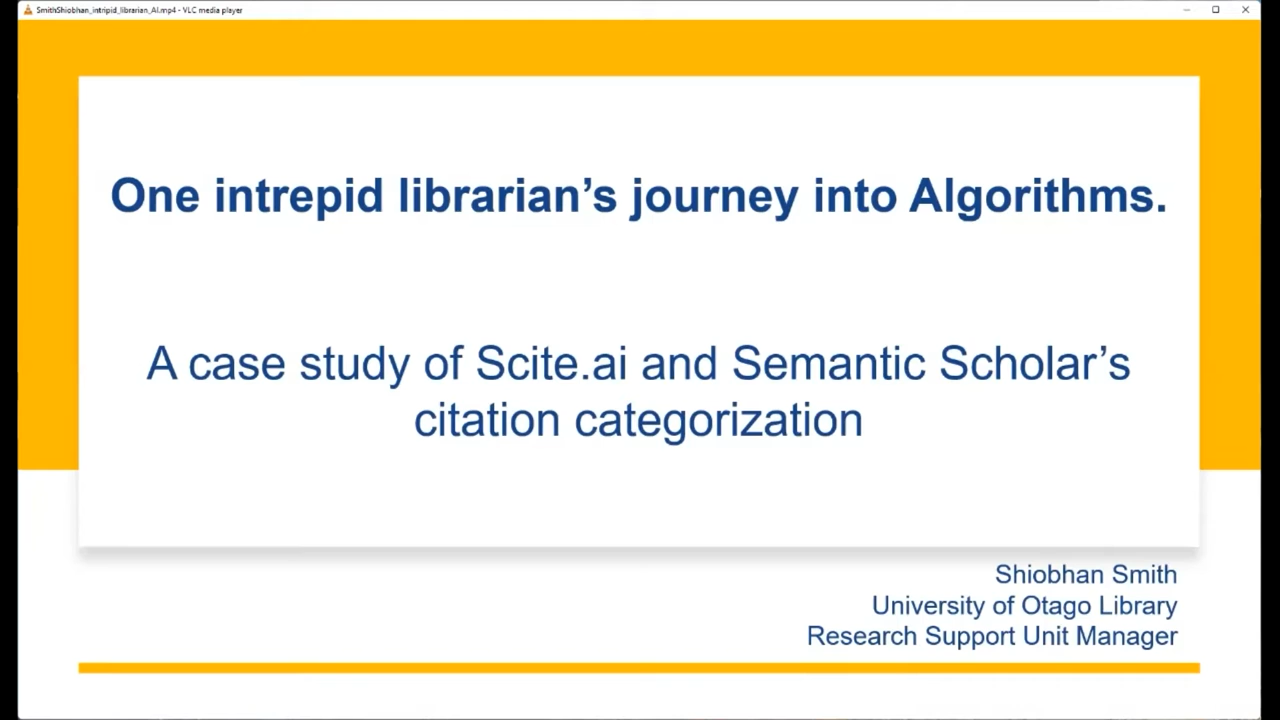 SmithShiobhan_intripid_librarian_AI.mp4 - VLC media player
One intrepid librarian’s journey into Algorithms.
A case study of Scite.ai and Semantic Scholar’s
citation categorization
Shiobhan Smith
University of Otago Library
Research Support Unit Manager